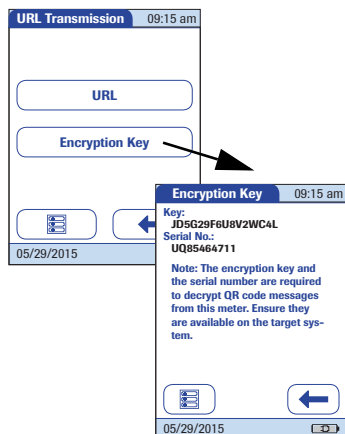 URL Transmission 09:15 am
URL
Encryption Key
05/29/2015
Encryption Key 09:15 am
Key:
JD5G29F6U8V2WC4L
Serial No.:
UQ85464711
Note: The encryption key and
the serial number are required
to decrypt QR code messages
from this meter. Ensure they
are available on the target sys-
tem.
05/29/2015